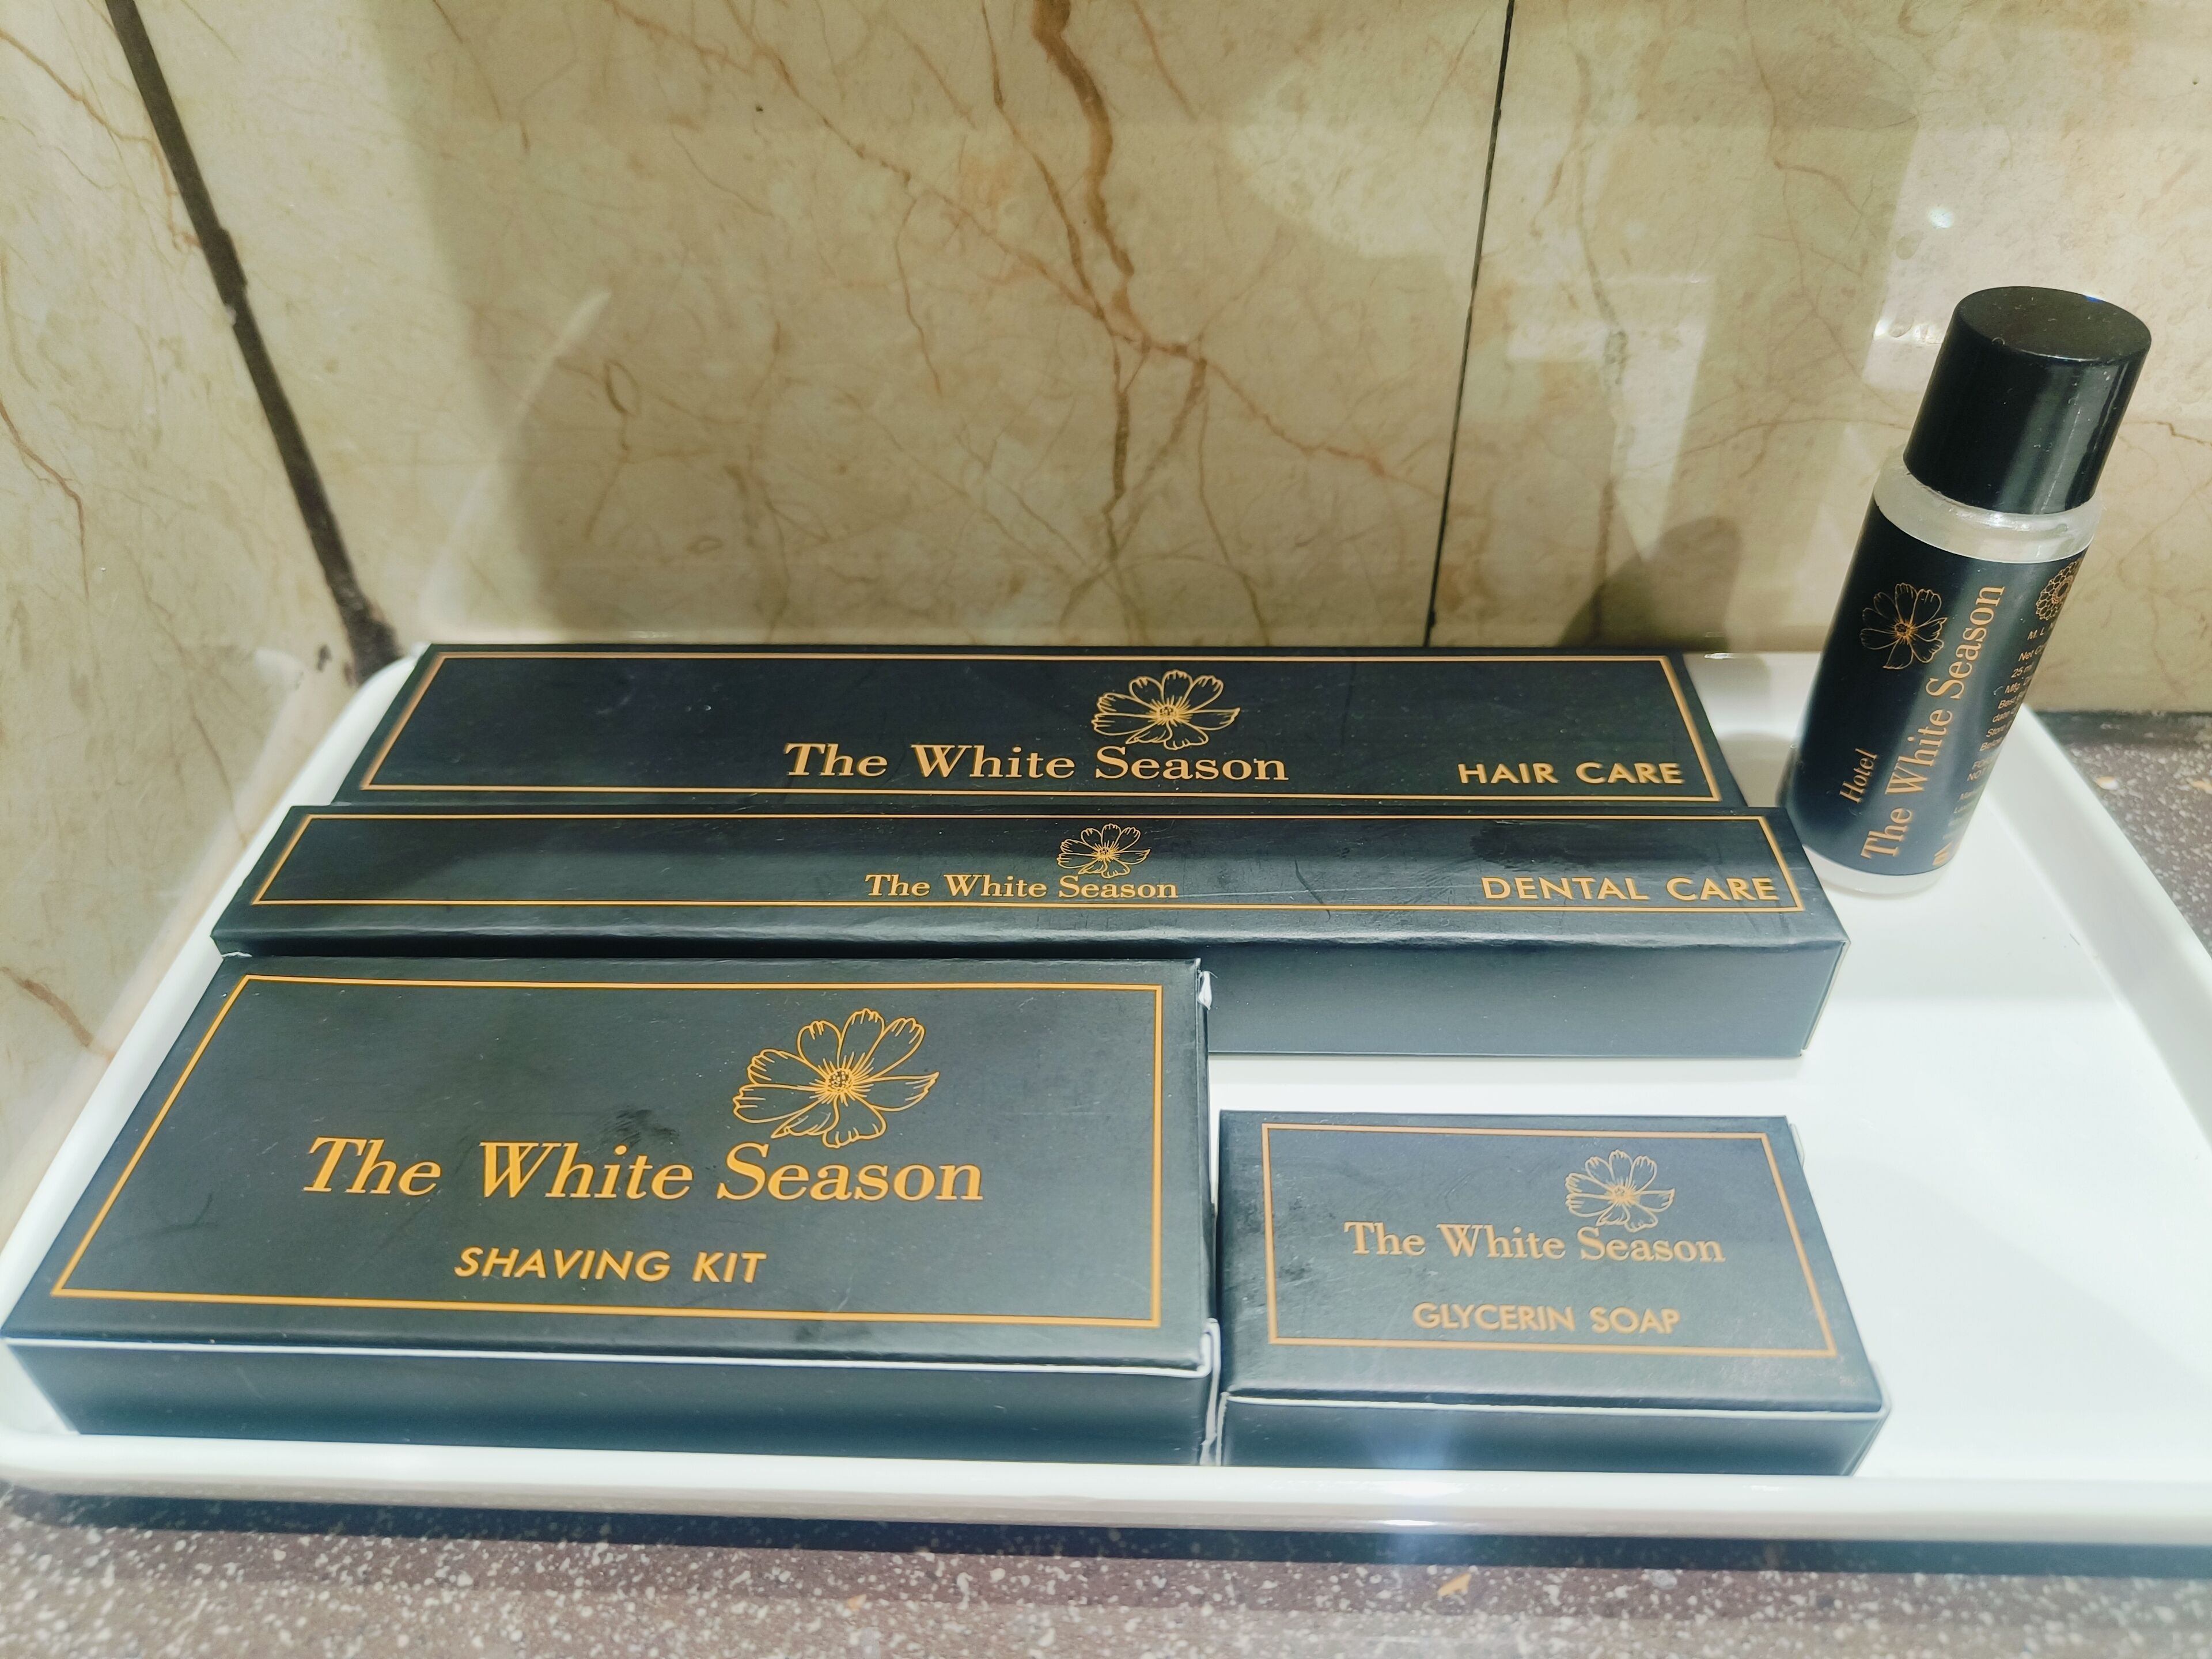 The White Season
HAIR CARE
The White Season
DENTAL CARE
The White Season
SHAVING KIT
The White Season
GLYCERIN SOAP
Hotel
The White Season